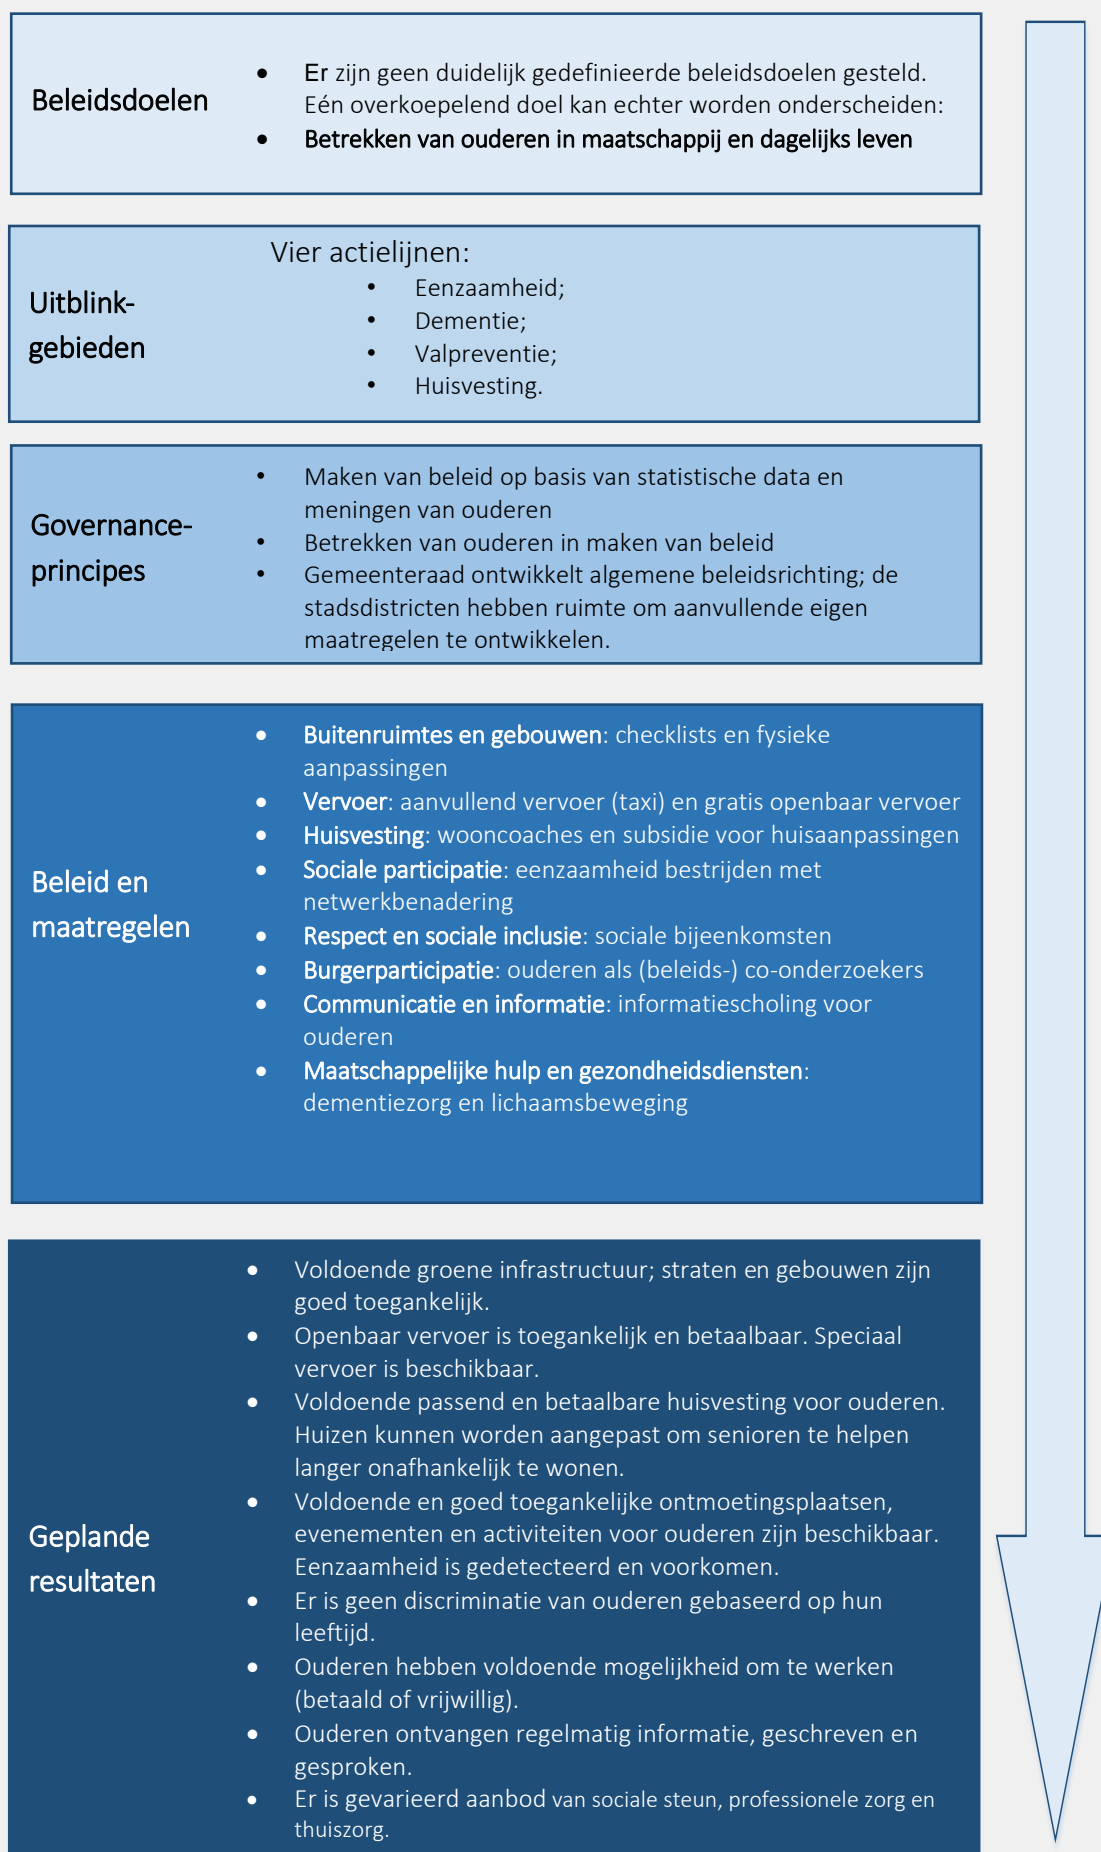 Beleidsdoelen
• Er zijn geen duidelijk gedefinieerde beleidsdoelen gesteld.
Eén overkoepelend doel kan echter worden onderscheiden:
• Betrekken van ouderen in maatschappij en dagelijks leven
Uitblink-
gebieden
Vier actielijnen:
• Eenzaamheid;
• Dementie;
• Valpreventie;
• Huisvesting.
Governance-
principes
• Maken van beleid op basis van statistische data en
meningen van ouderen
• Betrekken van ouderen in maken van beleid
• Gemeenteraad ontwikkelt algemene beleidsrichting; de
stadsdistricten hebben ruimte om aanvullende eigen
maatregelen te ontwikkelen.
Beleid en
maatregelen
• Buitenruimtes en gebouwen: checklists en fysieke
aanpassingen
• Vervoer: aanvullend vervoer (taxi) en gratis openbaar vervoer
• Huisvesting: wooncoaches en subsidie voor huisaanpassingen
• Sociale participatie: eenzaamheid bestrijden met
netwerkbenadering
• Respect en sociale inclusie: sociale bijeenkomsten
• Burgerparticipatie: ouderen als (beleids-) co-onderzoekers
• Communicatie en informatie: informatiescholing voor
ouderen
• Maatschappelijke hulp en gezondheidsdiensten:
dementiezorg en lichaamsbeweging
Geplande
resultaten
• Voldoende groene infrastructuur; straten en gebouwen zijn
goed toegankelijk.
• Openbaar vervoer is toegankelijk en betaalbaar. Speciaal
vervoer is beschikbaar.
• Voldoende passend en betaalbare huisvesting voor ouderen.
Huizen kunnen worden aangepast om senioren te helpen
langer onafhankelijk te wonen.
• Voldoende en goed toegankelijke ontmoetingsplaatsen,
evenementen en activiteiten voor ouderen zijn beschikbaar.
Eenzaamheid is gedetecteerd en voorkomen.
• Er is geen discriminatie van ouderen gebaseerd op hun
leeftijd.
• Ouderen hebben voldoende mogelijkheid om te werken
(betaald of vrijwillig).
• Ouderen ontvangen regelmatig informatie, geschreven en
gesproken.
• Er is gevarieerd aanbod van sociale steun, professionele zorg en
thuiszorg.